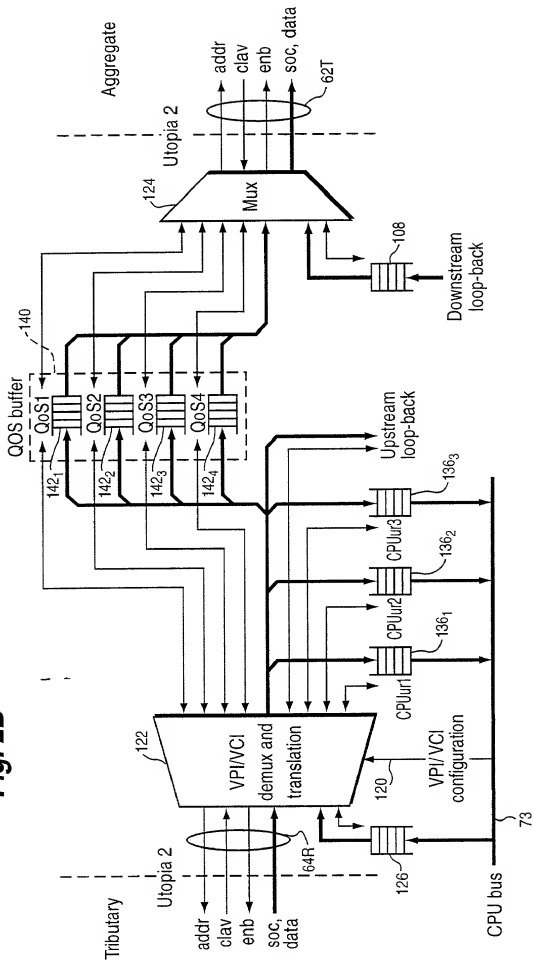 Tributary
Utopia 2
addr
clav
enb
soc,
data
64R
122
VPI/VCI
demux and
translation
126
120
VPI/ VCI
configuration
CPU bus
73
CPUur1
136₁
CPUur2
136₂
CPUur3
136₃
Upstream
loop-back
QOS buffer
140
QoS1
142₁
QoS2
142₂
QoS3
142₃
QoS4
142₄
124
Mux
108
Downstream
loop-back
Utopia 2
Aggregate
addr
clav
enb
soc, data
62T